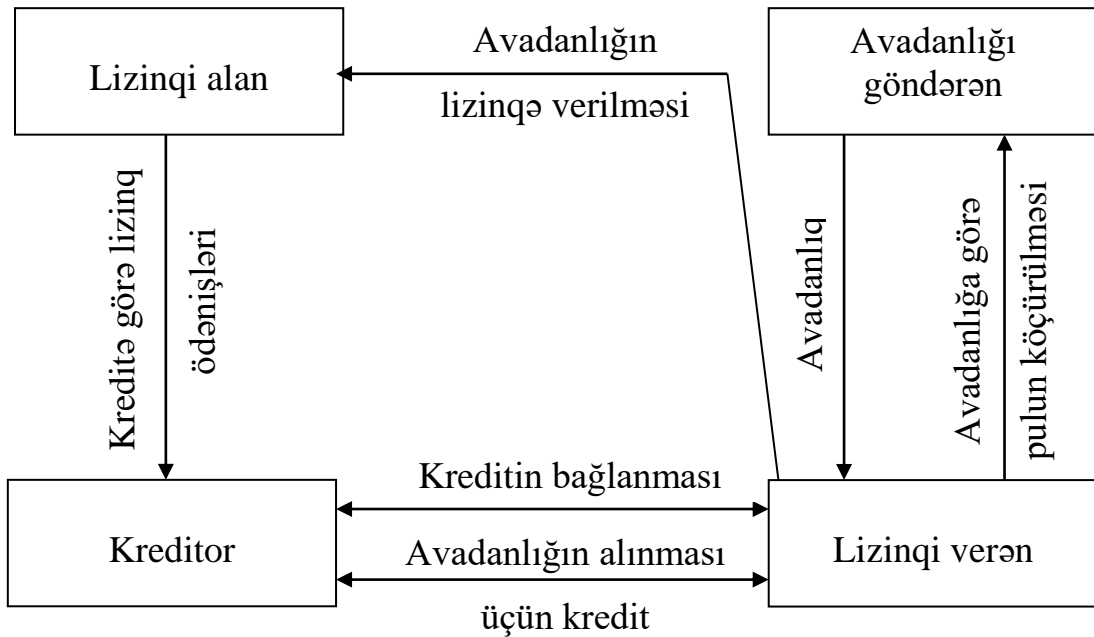 Lizinqi alan
Avadanlığın
lizinqə verilməsi
Avadanlığı
göndərən
Kreditə görə lizinq
ödənişləri
Avadanlıq
Avadanlığa görə
pulun köçürülməsi
Kreditor
Kreditin bağlanması
Avadanlığın alınması
üçün kredit
Lizinqi verən